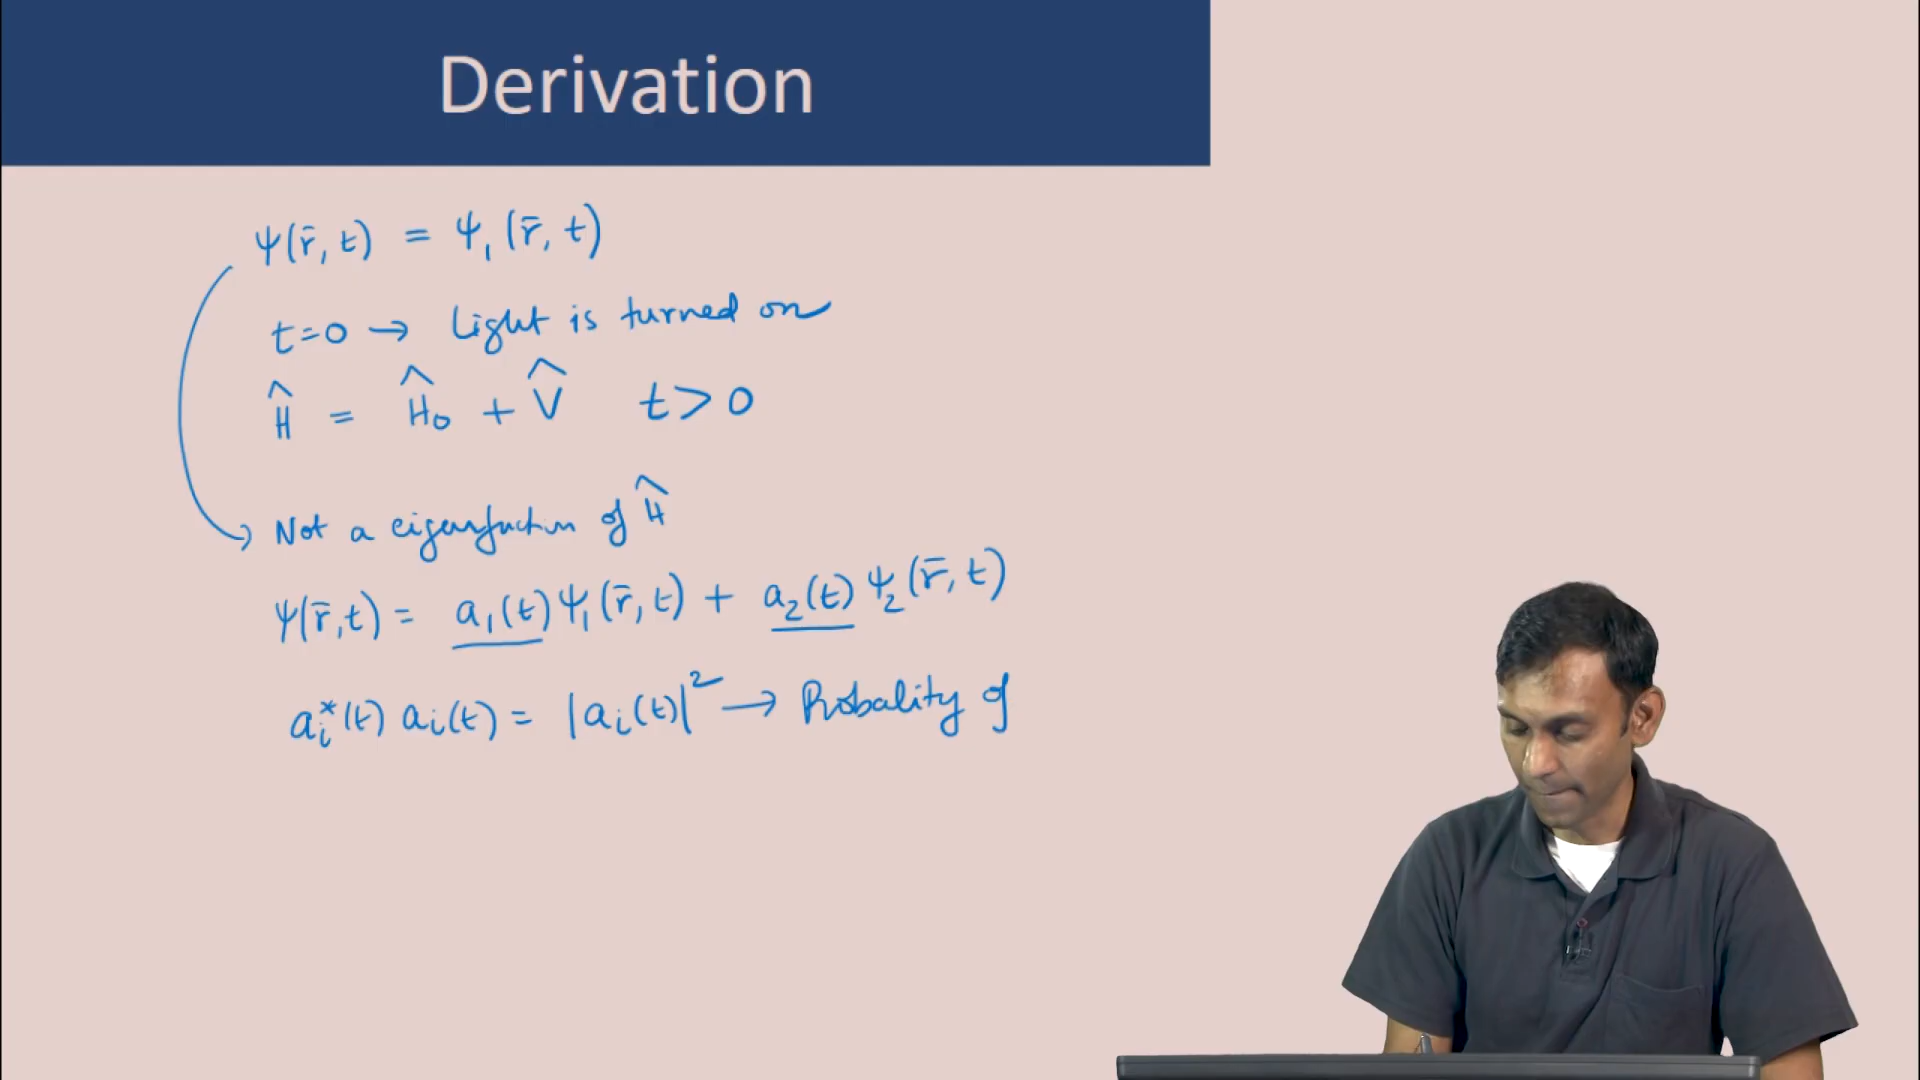 Derivation
ψ(r̄, t) = ψ₁(r̄, t)
t=0 → Light is turned on
Ĥ = Ĥ₀ + V̂ t > 0
Not a eigenfunction of Ĥ
ψ(r̄,t) = a₁(t)ψ₁(r̄, t) + a₂(t)ψ₂(r̄, t)
aᵢ*(t) aᵢ(t) = |aᵢ(t)|² → Probality of